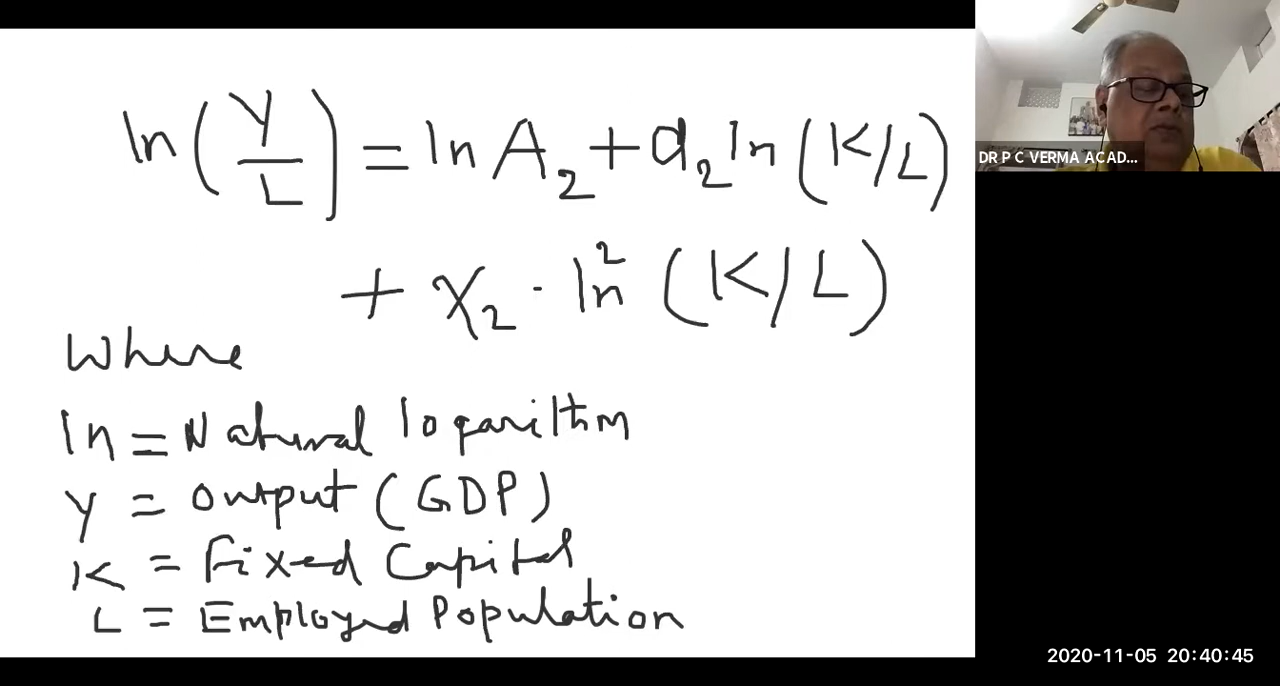 ln(Y/L) = ln A₂ + α₂ ln (K/L)
+ γ₂ · ln² (K/L)
Where
ln = Natural logarithm
Y = Output (GDP)
K = Fixed Capital
L = Employed Population
DR P C VERMA ACAD...
2020-11-05 20:40:45